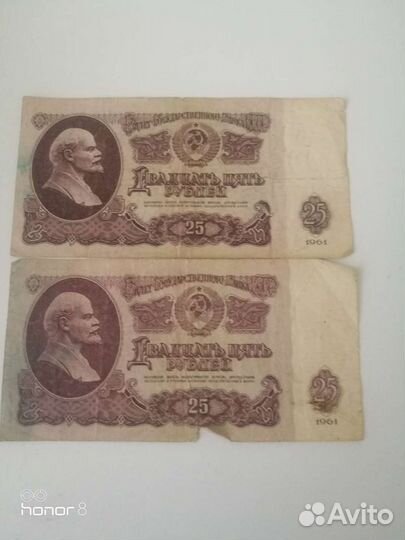 БИЛЕТ ГОСУДАРСТВЕННОГО БАНКА СССР
ДВАДЦАТЬ ПЯТЬ
РУБЛЕЙ
25
25
1961
БИЛЕТ ГОСУДАРСТВЕННОГО БАНКА СССР
ДВАДЦАТЬ ПЯТЬ
РУБЛЕЙ
25
25
1961
honor 8
Avito